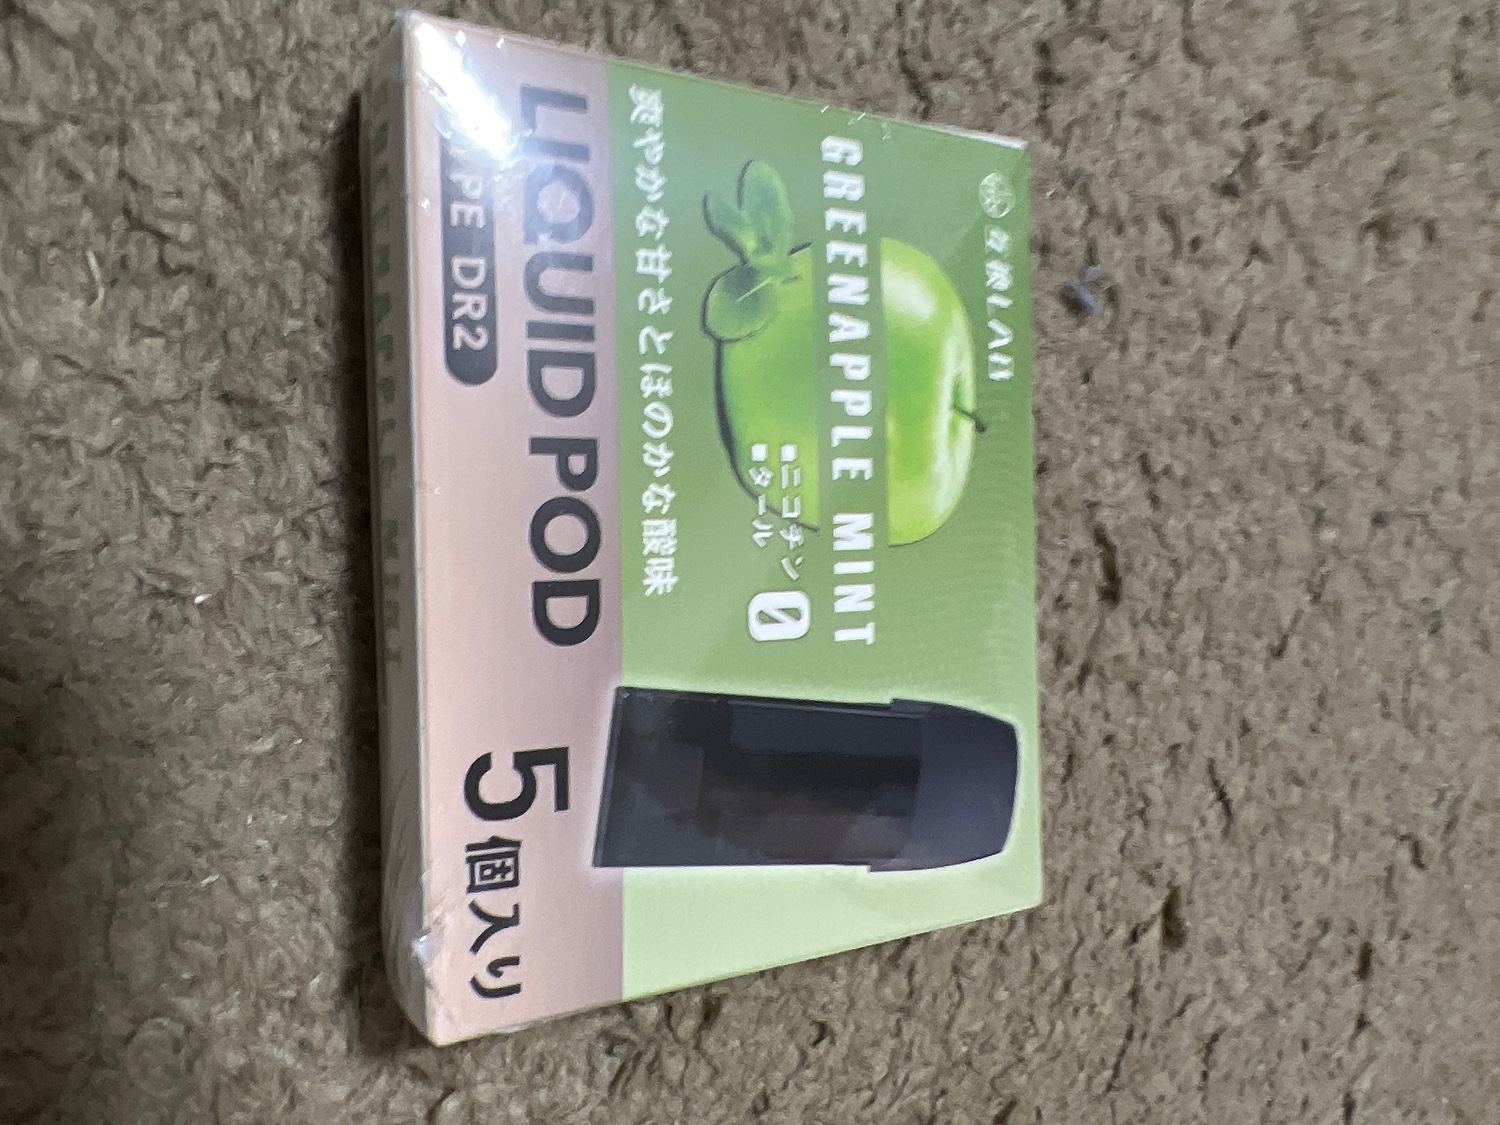 GREENAPPLE MINT
■ニコチン
■タール
0
爽やかな甘さとほのかな酸味
LIQUID POD
PE DR2
5個入り